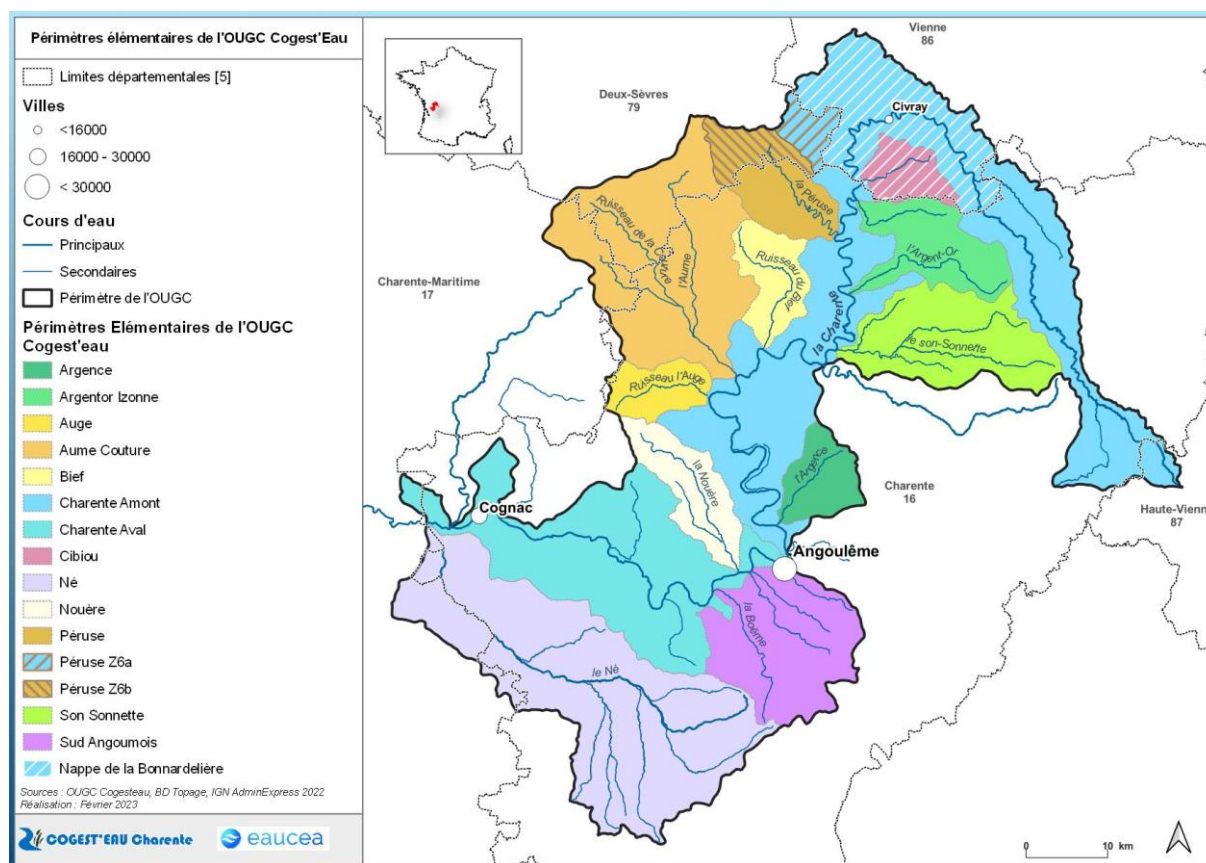 Périmètres élémentaires de l'OUGC Cogest'Eau
Limites départementales [5]
Villes
<16000
16000 - 30000
< 30000
Cours d'eau
Principaux
Secondaires
Périmètre de l'OUGC
Périmètres Elémentaires de l'OUGC
Cogest'eau
Argence
Argentor Izonne
Auge
Aume Couture
Bief
Charente Amont
Charente Aval
Cibiou
Né
Nouère
Péruse
Péruse Z6a
Péruse Z6b
Son Sonnette
Sud Angoumois
Nappe de la Bonnardelière
Sources : OUGC Cogesteau, BD Topage, IGN AdminExpress 2022
Réalisation : Février 2023
COGEST'EAU Charente
eaucea
Vienne
86
Deux-Sèvres
79
Civray
la Péruse
Ruisseau de la Couture
l'Aume
Ruisseau du Bief
l'Argent-Or
Charente-Maritime
17
la Charente
le son-Sonnette
Ruisseau l'Auge
la Nouère
l'Argence
Charente
16
Haute-Vienne
87
Cognac
Angoulême
la Boëme
le Né
0
10 km